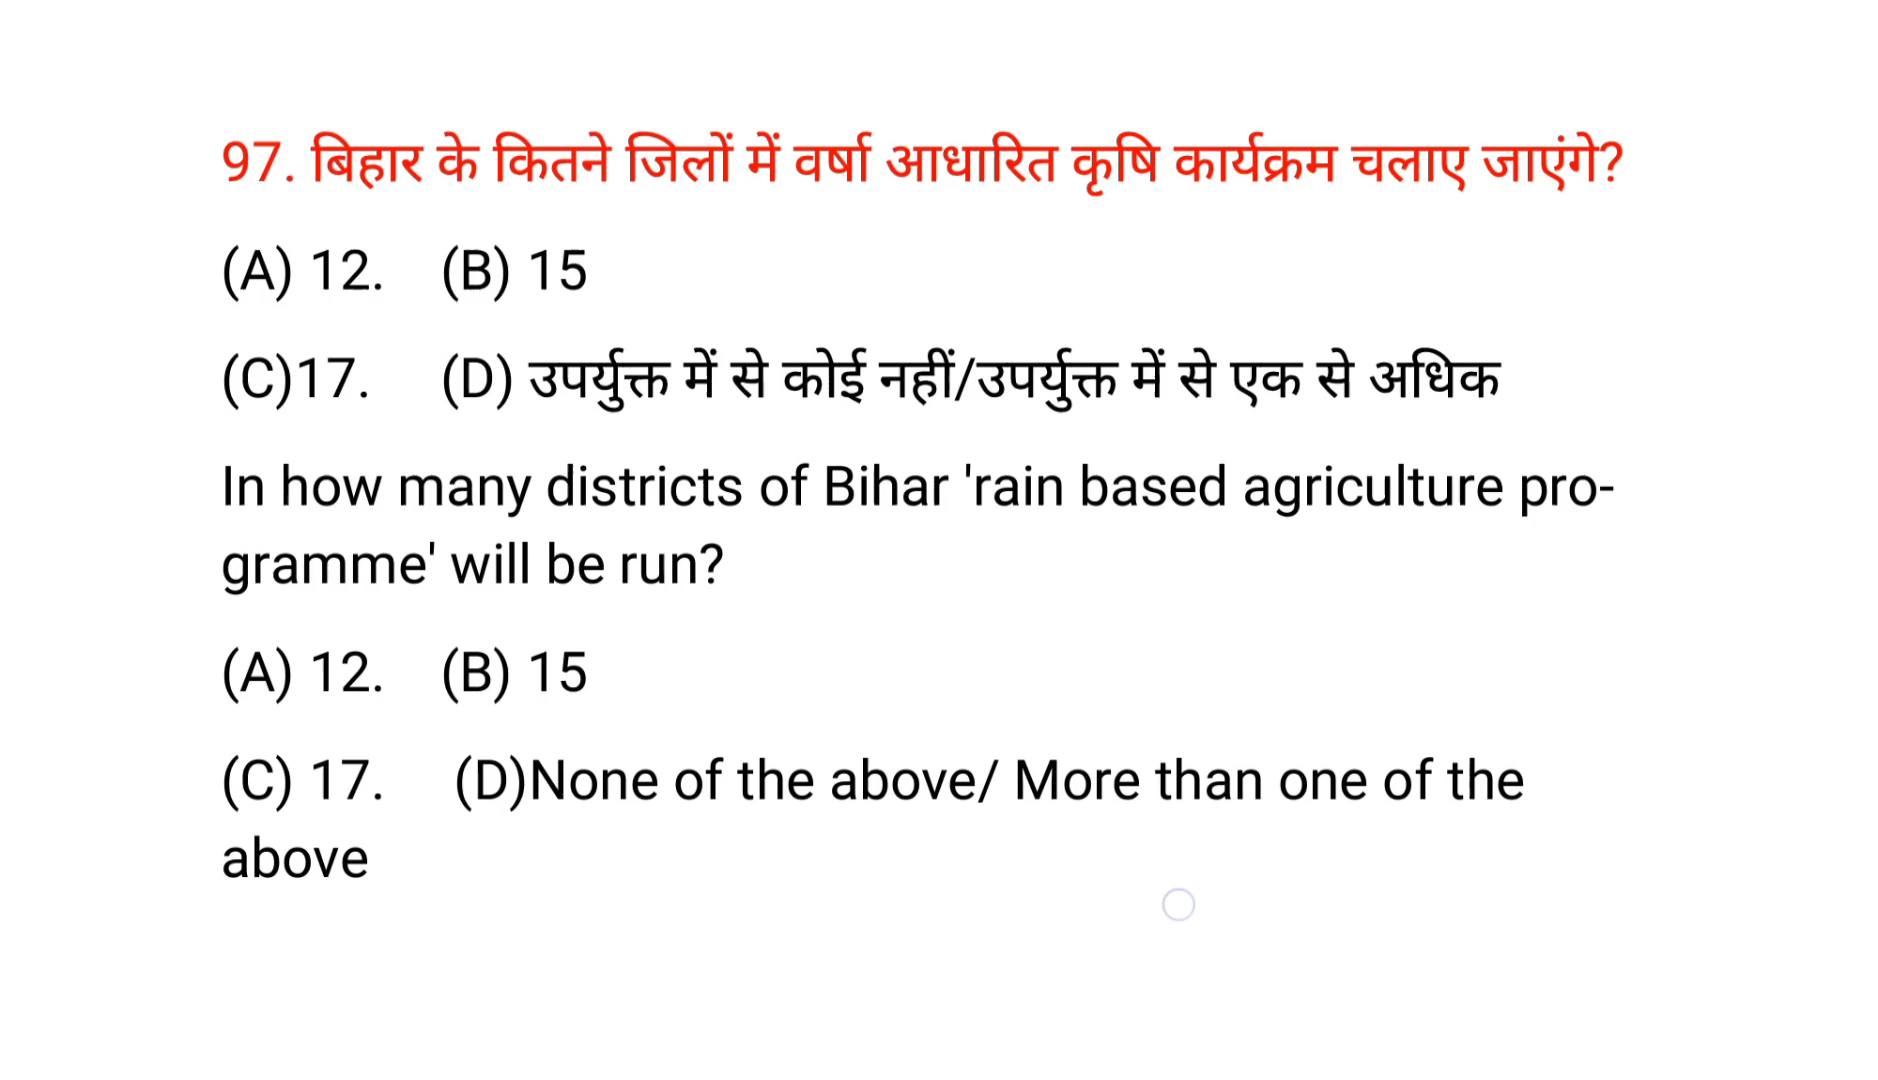 97. बिहार के कितने जिलों में वर्षा आधारित कृषि कार्यक्रम चलाए जाएंगे?
(A) 12. (B) 15
(C)17. (D) उपर्युक्त में से कोई नहीं/उपर्युक्त में से एक से अधिक
In how many districts of Bihar 'rain based agriculture pro-
gramme' will be run?
(A) 12. (B) 15
(C) 17. (D)None of the above/ More than one of the
above